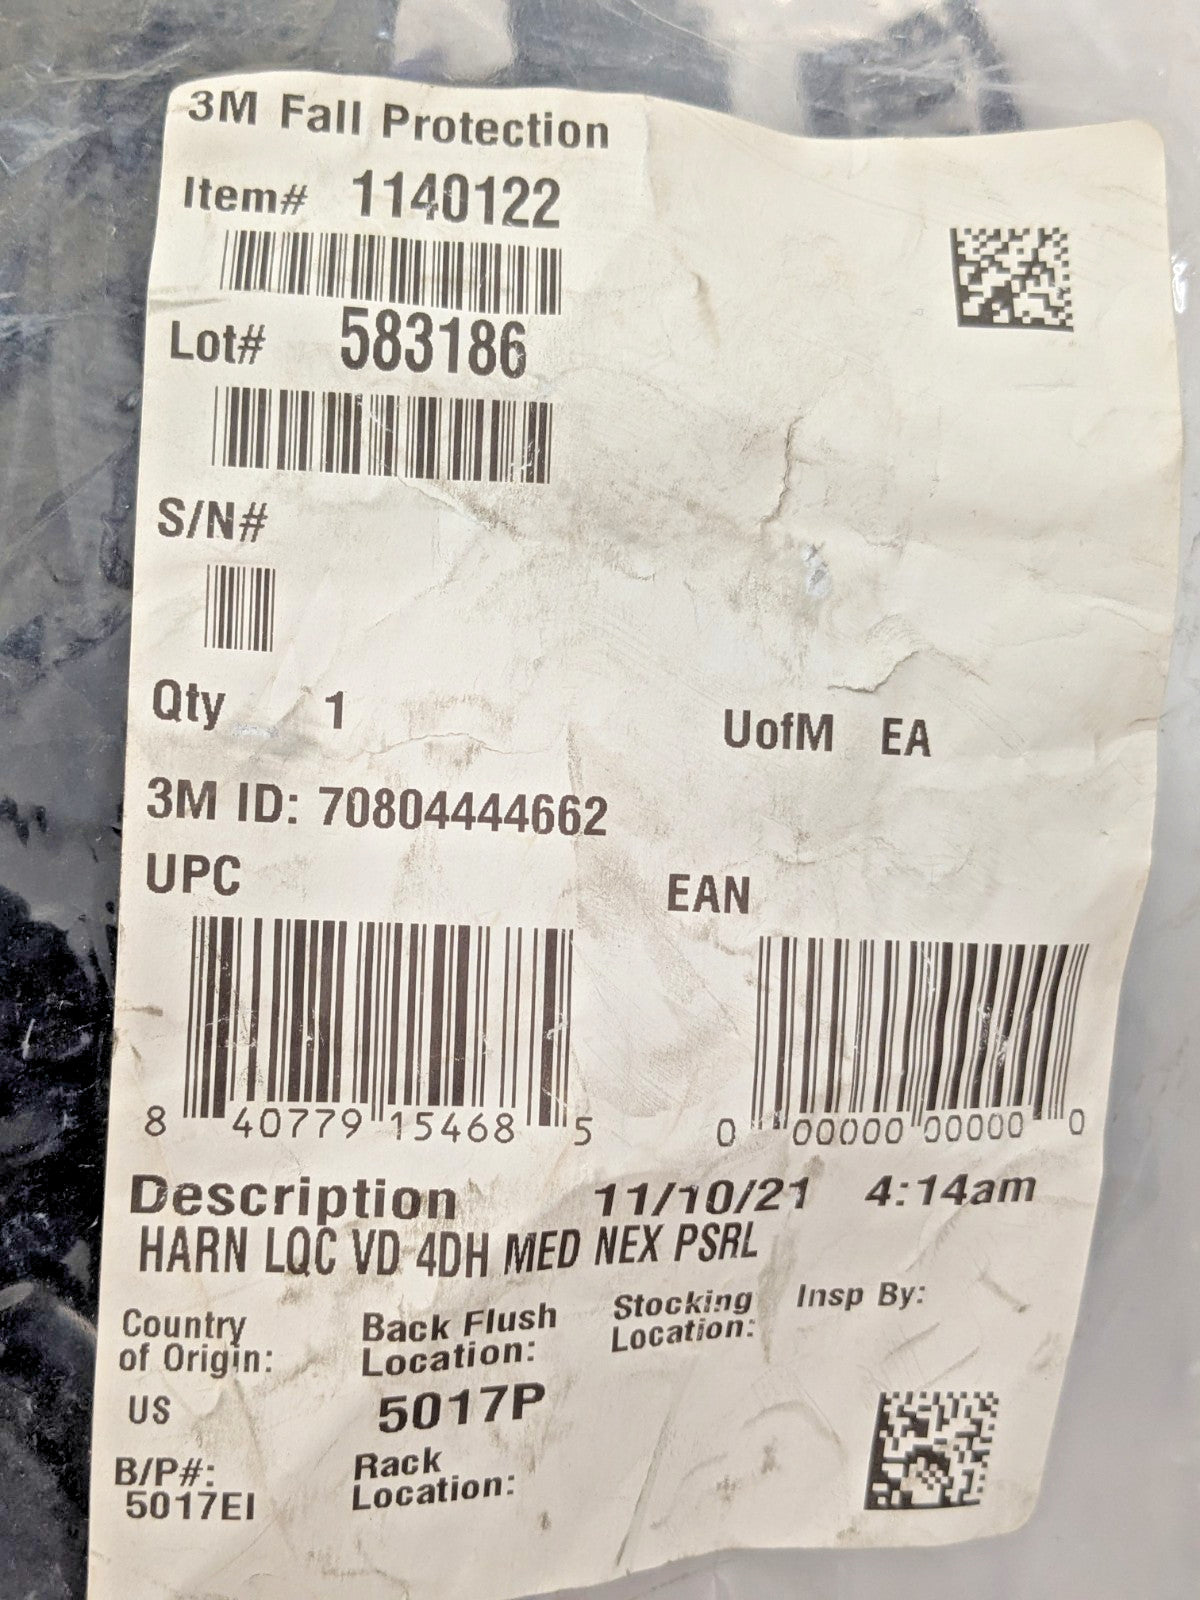 3M Fall Protection
Item# 1140122
Lot# 583186
S/N#
Qty 1 UofM EA
3M ID: 70804444662
UPC EAN
8 40779 15468 5 0 00000 00000 0
Description 11/10/21 4:14am
HARN LQC VD 4DH MED NEX PSRL
Country of Origin:
US
Back Flush Location:
5017P
Stocking Location:
Insp By:
B/P#:
5017EI
Rack Location: